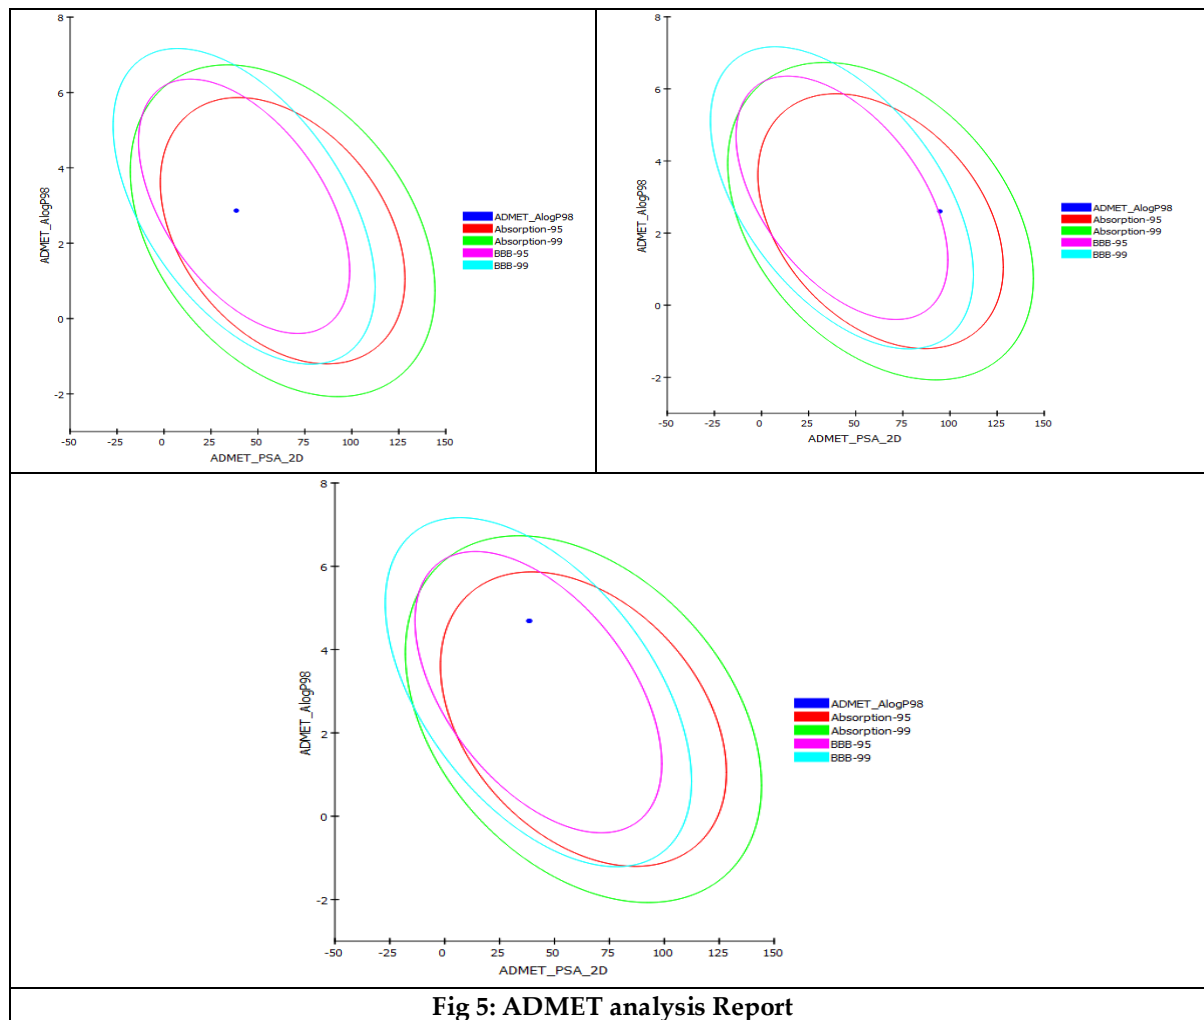 8
6
4
2
0
-2
-50 -25 0 25 50 75 100 125 150
ADMET_AlogP98
ADMET_PSA_2D
ADMET_AlogP98
Absorption-95
Absorption-99
BBB-95
BBB-99
8
6
4
2
0
-2
-50 -25 0 25 50 75 100 125 150
ADMET_AlogP98
ADMET_PSA_2D
ADMET_AlogP98
Absorption-95
Absorption-99
BBB-95
BBB-99
8
6
4
2
0
-2
-50 -25 0 25 50 75 100 125 150
ADMET_AlogP98
ADMET_PSA_2D
ADMET_AlogP98
Absorption-95
Absorption-99
BBB-95
BBB-99
Fig 5: ADMET analysis Report